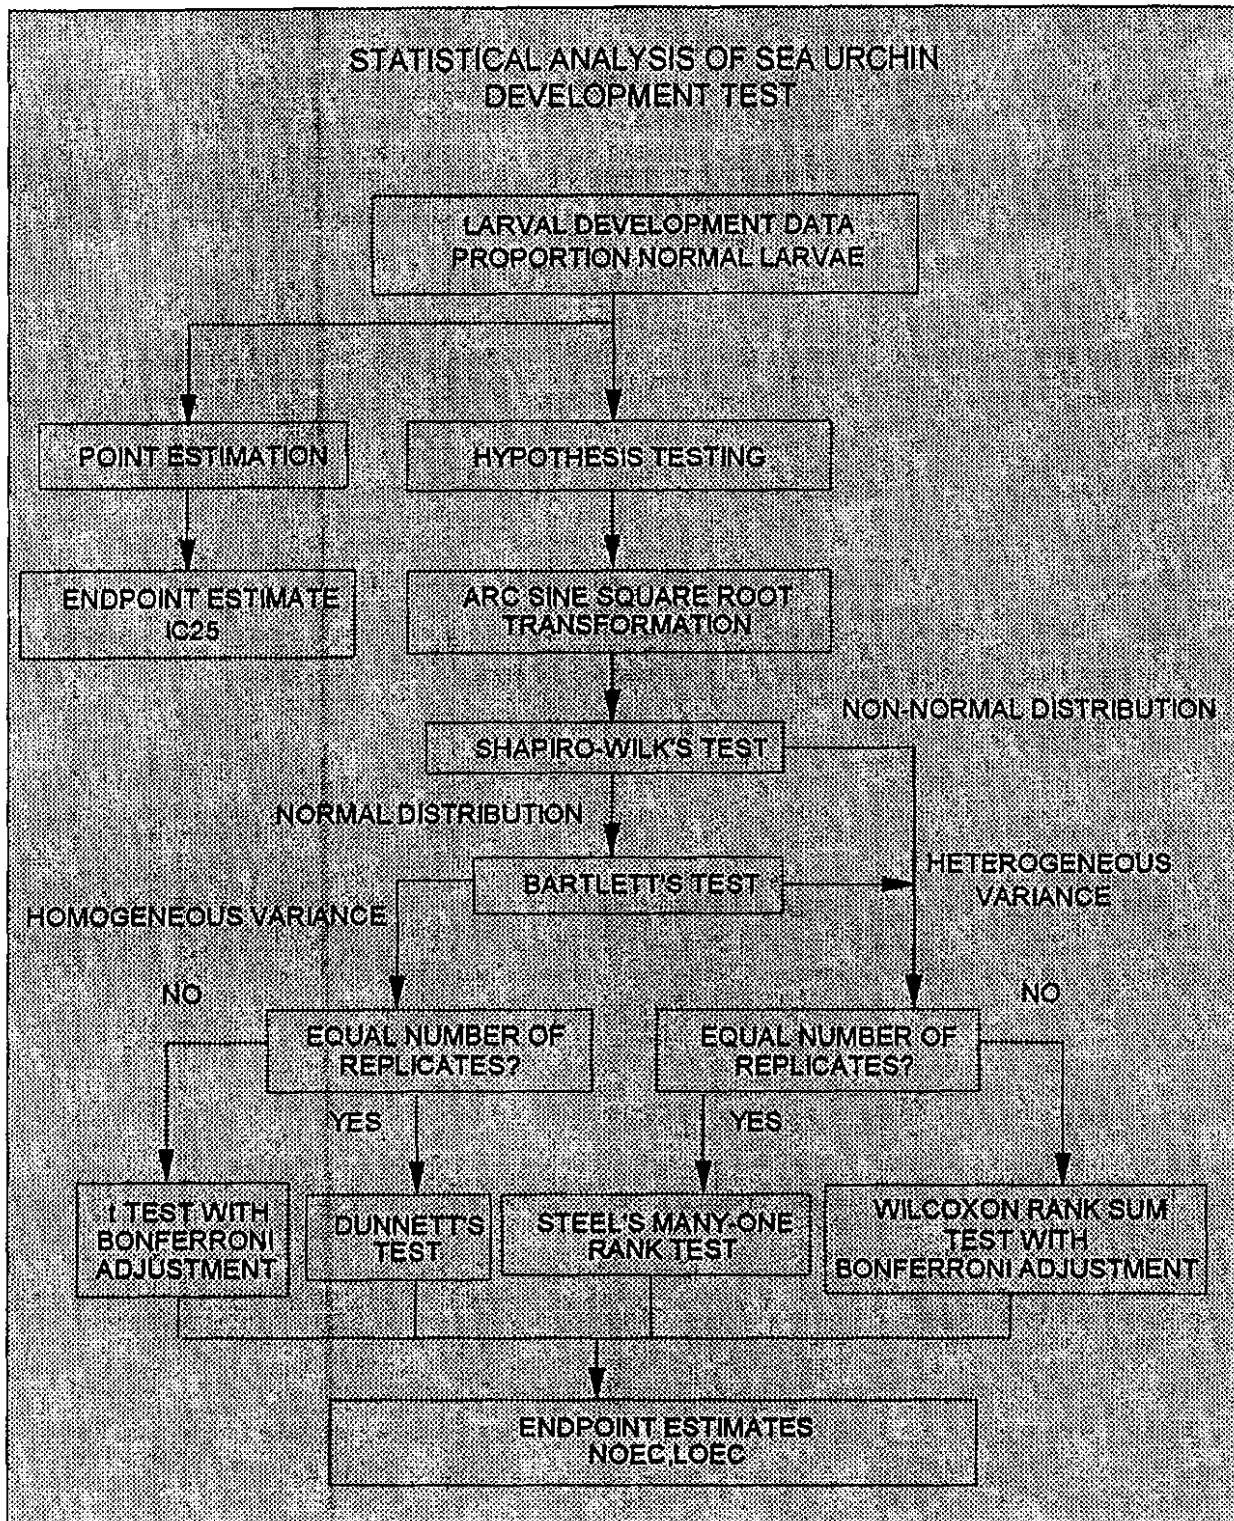 STATISTICAL ANALYSIS OF SEA URCHIN
DEVELOPMENT TEST
LARVAL DEVELOPMENT DATA
PROPORTION NORMAL LARVAE
POINT ESTIMATION
HYPOTHESIS TESTING
ENDPOINT ESTIMATE
IC25
ARC SINE SQUARE ROOT
TRANSFORMATION
NON-NORMAL DISTRIBUTION
SHAPIRO-WILK'S TEST
NORMAL DISTRIBUTION
BARTLETT'S TEST
HETEROGENEOUS
VARIANCE
HOMOGENEOUS VARIANCE
NO
NO
EQUAL NUMBER OF
REPLICATES?
EQUAL NUMBER OF
REPLICATES?
YES
YES
t TEST WITH
BONFERRONI
ADJUSTMENT
DUNNETT'S
TEST
STEEL'S MANY-ONE
RANK TEST
WILCOXON RANK SUM
TEST WITH
BONFERRONI ADJUSTMENT
ENDPOINT ESTIMATES
NOEC,LOEC